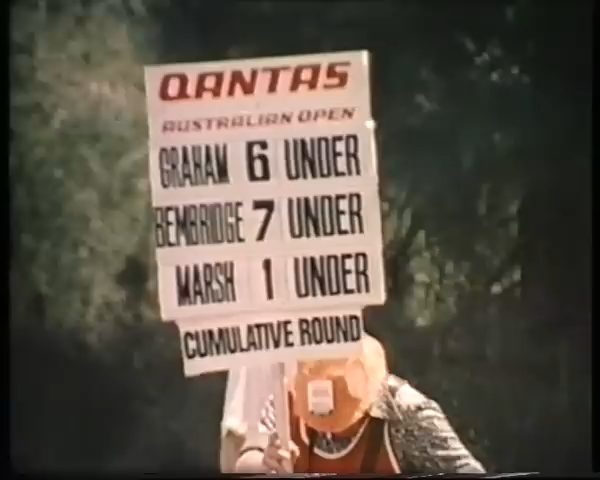 QANTAS
AUSTRALIAN OPEN
GRAHAM 6 UNDER
BEMBRIDGE 7 UNDER
MARSH 1 UNDER
CUMULATIVE ROUND